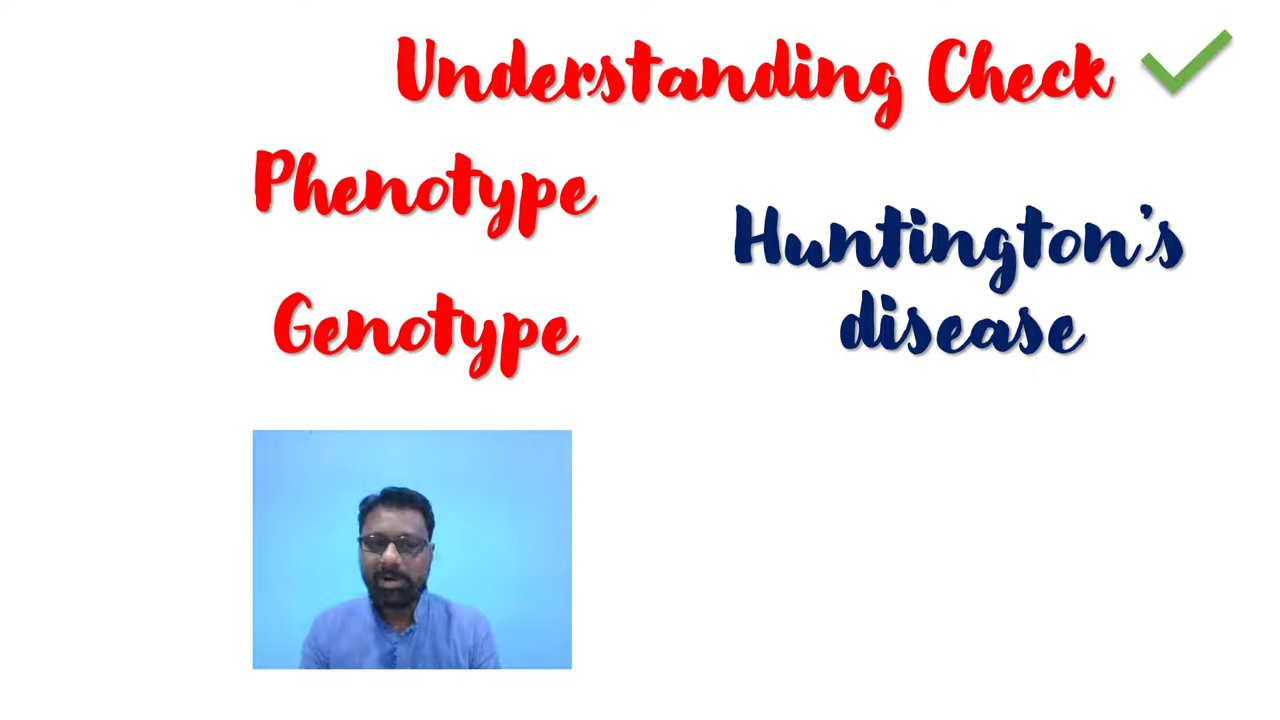 Understanding Check
Phenotype
Genotype
Huntington's
disease